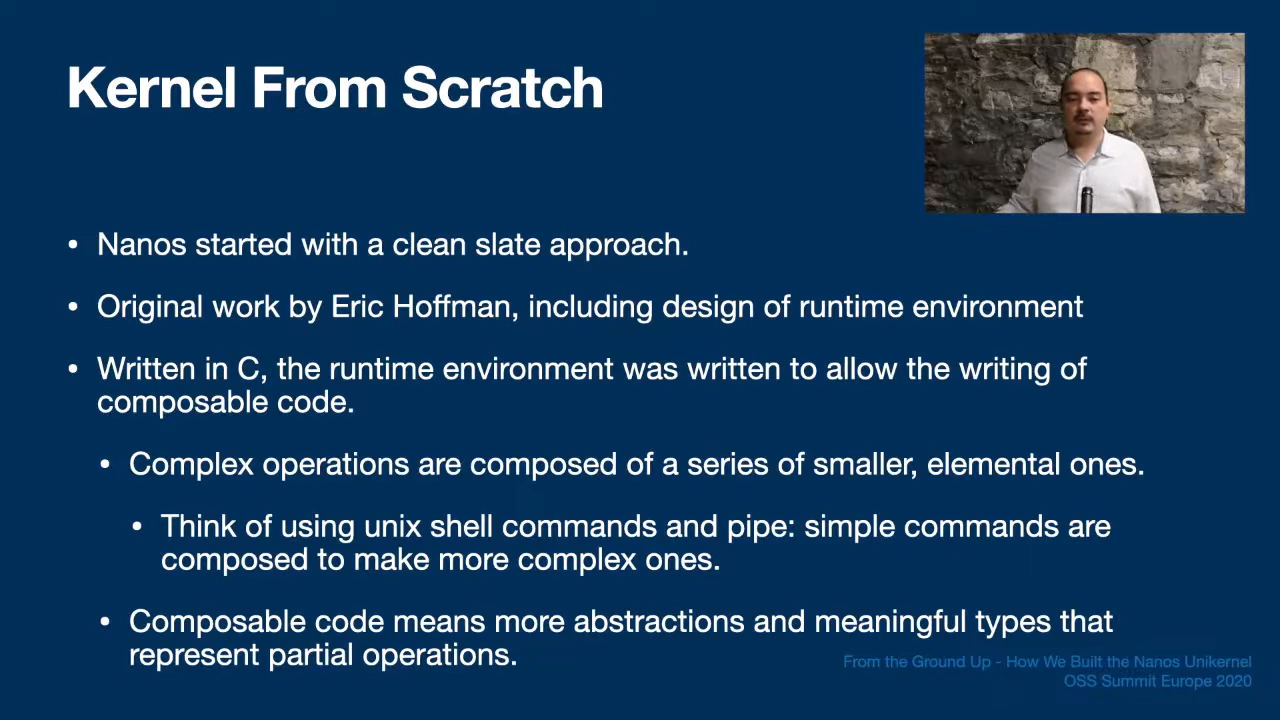 Kernel From Scratch
• Nanos started with a clean slate approach.
• Original work by Eric Hoffman, including design of runtime environment
• Written in C, the runtime environment was written to allow the writing of
composable code.
• Complex operations are composed of a series of smaller, elemental ones.
• Think of using unix shell commands and pipe: simple commands are
composed to make more complex ones.
• Composable code means more abstractions and meaningful types that
represent partial operations.
From the Ground Up - How We Built the Nanos Unikernel
OSS Summit Europe 2020